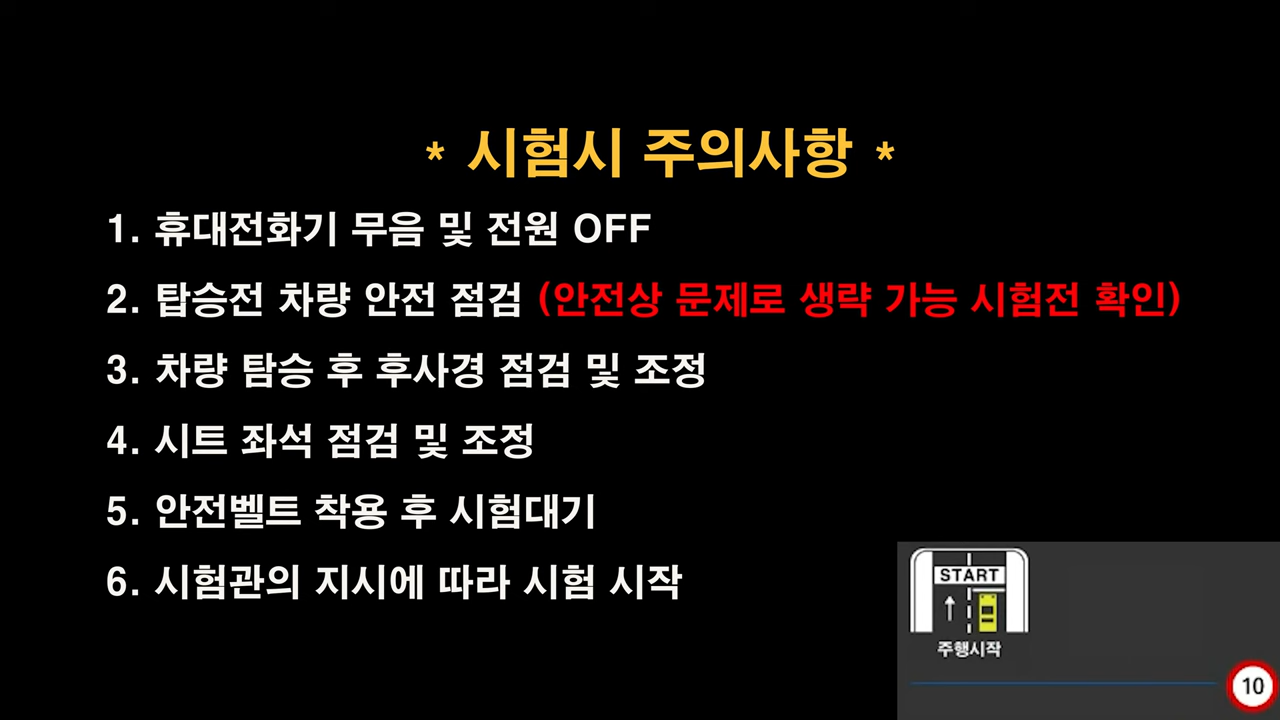 * 시험시 주의사항 *
1. 휴대전화기 무음 및 전원 OFF
2. 탑승전 차량 안전 점검 (안전상 문제로 생략 가능 시험전 확인)
3. 차량 탐승 후 후사경 점검 및 조정
4. 시트 좌석 점검 및 조정
5. 안전벨트 착용 후 시험대기
6. 시험관의 지시에 따라 시험 시작
START
주행시작
10